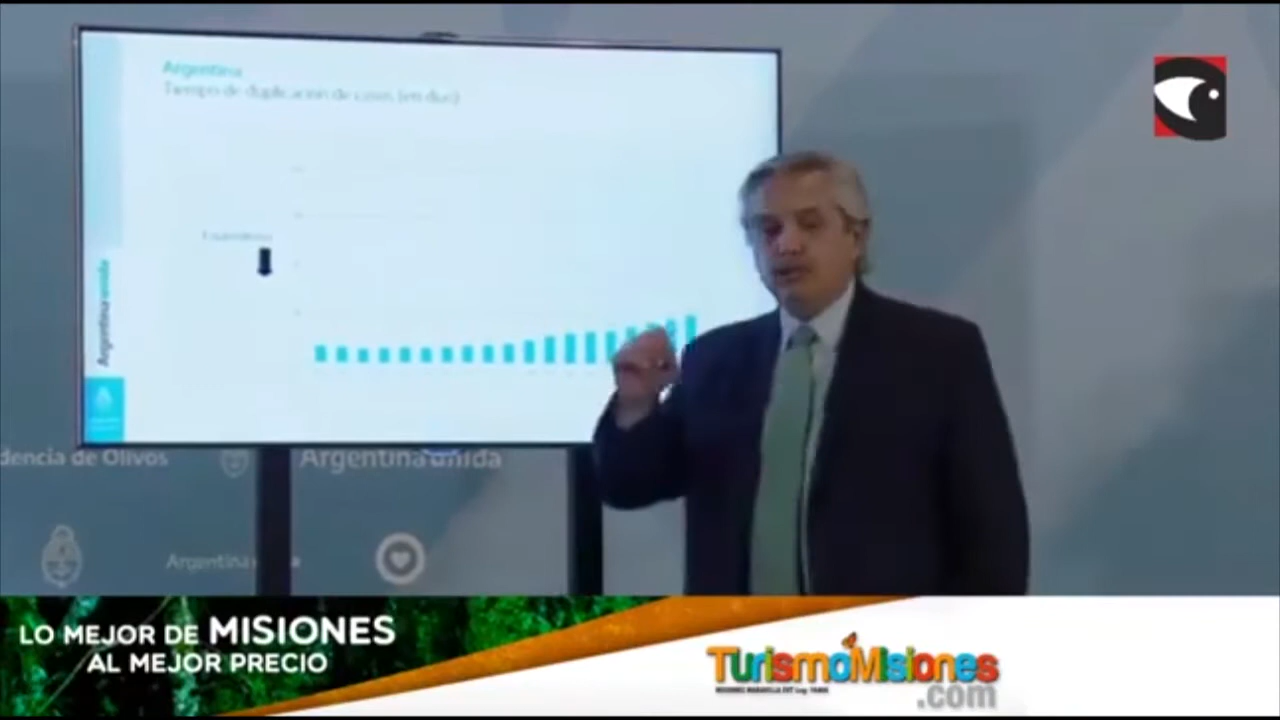 Argentina
Tiempo de duplicación de casos (en días)
Argentina unida
dencia de Olivos
Argentina unida
Argentina
LO MEJOR DE MISIONES
AL MEJOR PRECIO
TurismoMisiones
.com